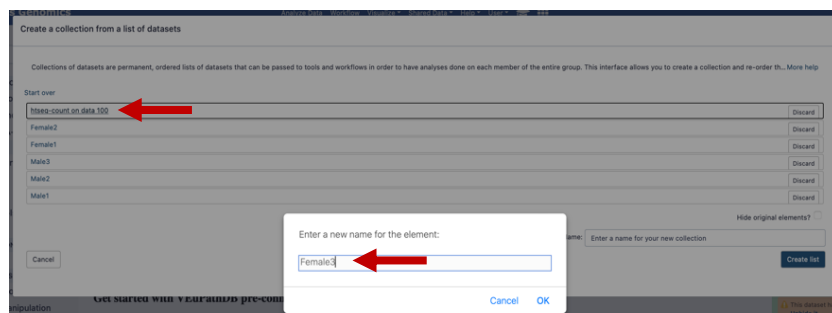 Genomics
Analyze Data Workflow Visualize Shared Data Help User
Create a collection from a list of datasets
Collections of datasets are permanent, ordered lists of datasets that can be passed to tools and workflows in order to have analyses done on each member of the entire group. This interface allows you to create a collection and re-order th... More help
Start over
htseq-count on data 100 Discard
Female2 Discard
Female1 Discard
Male3 Discard
Male2 Discard
Male1 Discard
Hide original elements?
Enter a new name for the element:
ame: Enter a name for your new collection
Female3
Cancel Create list
Cancel OK
Get started with VEuPathDB pre-con
nipulation
This dataset